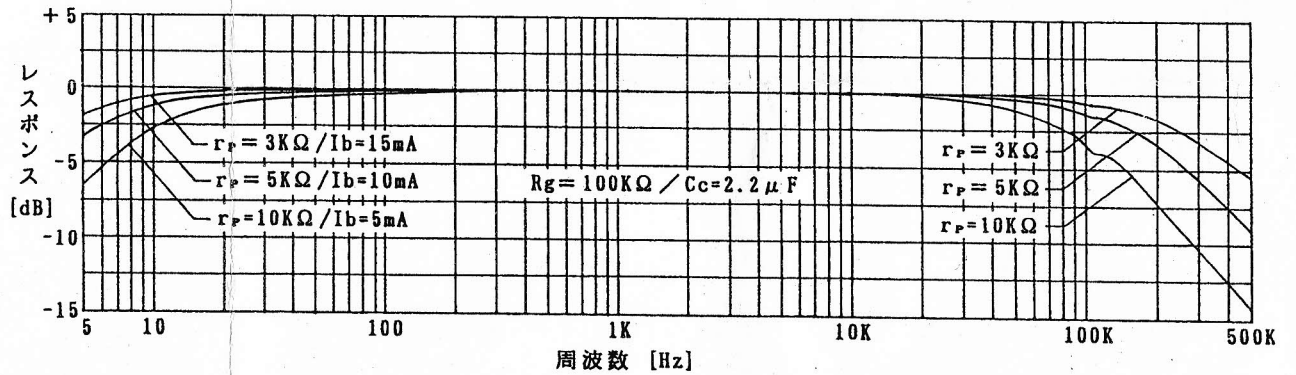 +5
0
-5
-10
-15
レスポンス
[dB]
rP=3KΩ/Ib=15mA
rP=5KΩ/Ib=10mA
rP=10KΩ/Ib=5mA
Rg=100KΩ/Cc=2.2μF
rP=3KΩ
rP=5KΩ
rP=10KΩ
5 10 100 1K 10K 100K 500K
周波数 [Hz]